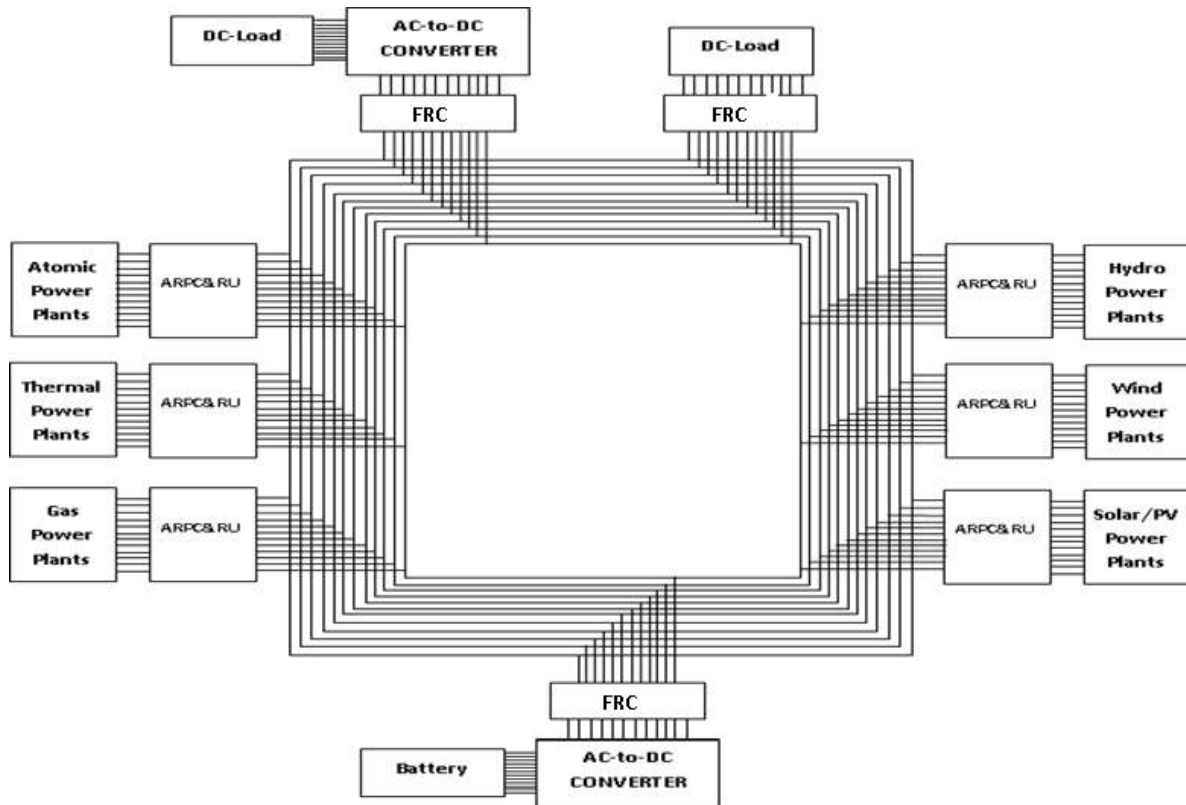 DC-Load
AC-to-DC
CONVERTER
DC-Load
FRC
FRC
Atomic
Power
Plants
ARPC&RU
ARPC&RU
Hydro
Power
Plants
Thermal
Power
Plants
ARPC&RU
ARPC&RU
Wind
Power
Plants
Gas
Power
Plants
ARPC&RU
ARPC&RU
Solar/PV
Power
Plants
FRC
Battery
AC-to-DC
CONVERTER